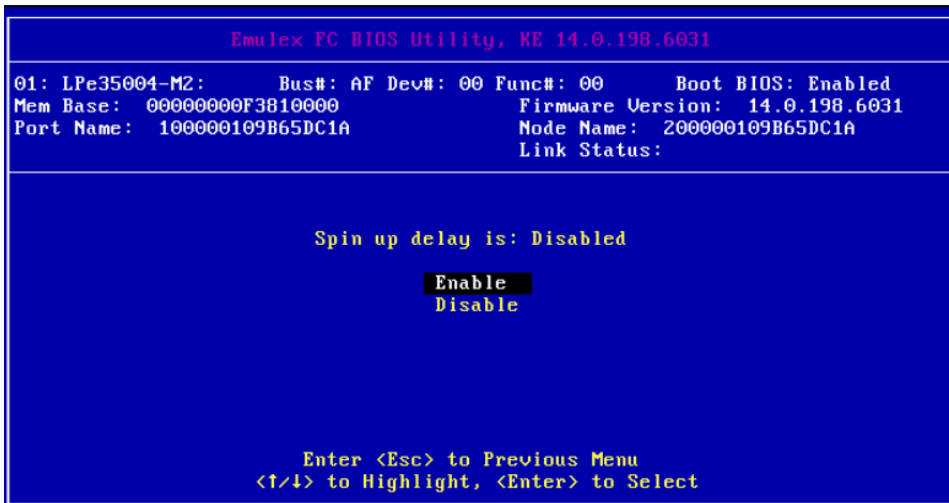 Emulex FC BIOS Utility, KE 14.0.198.6031
01: LPe35004-M2: Bus#: AF Dev#: 00 Func#: 00 Boot BIOS: Enabled
Mem Base: 00000000F3810000 Firmware Version: 14.0.198.6031
Port Name: 100000109B65DC1A Node Name: 200000109B65DC1A
Link Status:
Spin up delay is: Disabled
Enable
Disable
Enter <Esc> to Previous Menu
<↑/↓> to Highlight, <Enter> to Select